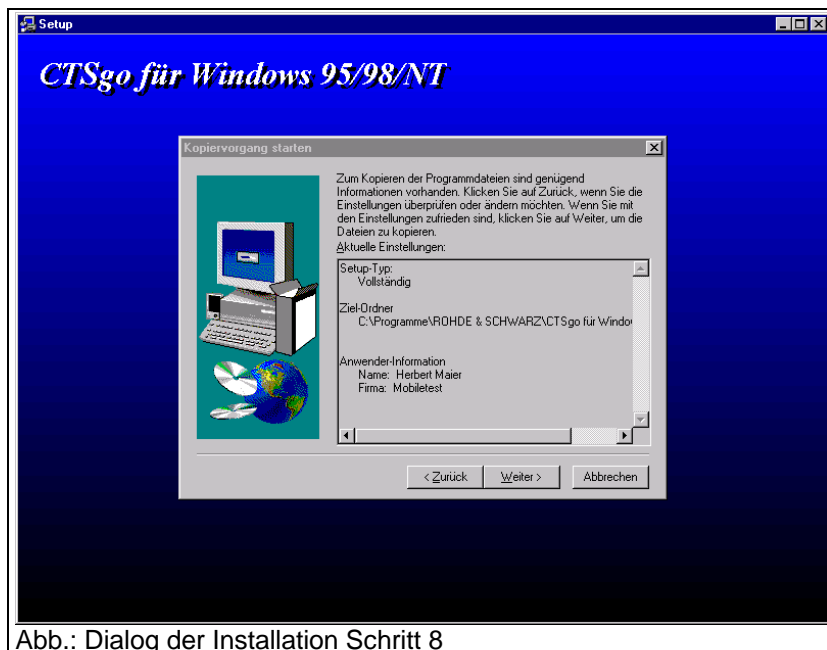 Setup
CTSgo für Windows 95/98/NT
Kopiervorgang starten
Zum Kopieren der Programmdateien sind genügend
Informationen vorhanden. Klicken Sie auf Zurück, wenn Sie die
Einstellungen überprüfen oder ändern möchten. Wenn Sie mit
den Einstellungen zufrieden sind, klicken Sie auf Weiter, um die
Dateien zu kopieren.
Aktuelle Einstellungen:
Setup-Typ:
Vollständig
Ziel-Ordner
C:\Programme\ROHDE & SCHWARZ\CTSgo für Windo
Anwender-Information
Name: Herbert Maier
Firma: Mobiletest
< Zurück Weiter > Abbrechen
Abb.: Dialog der Installation Schritt 8